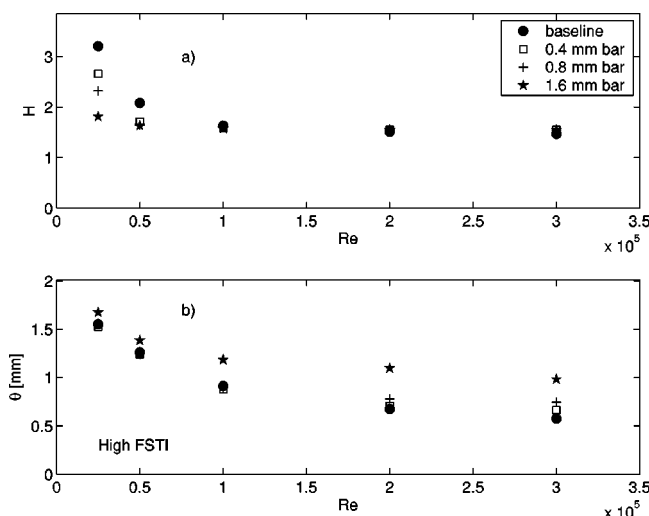 a)
baseline
0.4 mm bar
0.8 mm bar
1.6 mm bar
3
2
1
0
H
0 0.5 1 1.5 2 2.5 3 3.5
Re
x 10^5
2
1.5
1
0.5
0
θ [mm]
b)
High FSTI
0 0.5 1 1.5 2 2.5 3 3.5
Re
x 10^5